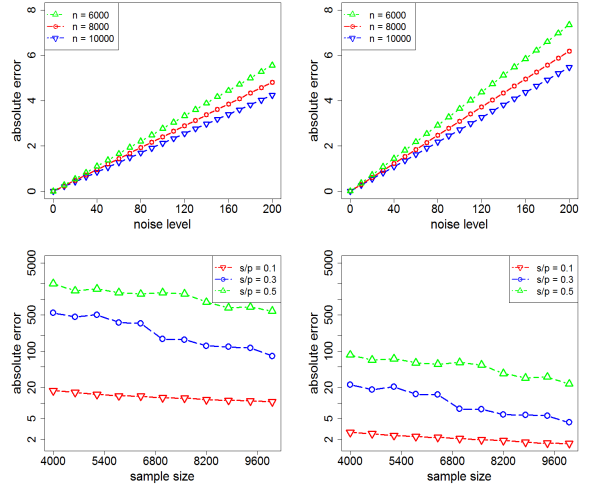 n = 6000
n = 8000
n = 10000
absolute error
0 2 4 6 8
0 40 80 120 160 200
noise level
n = 6000
n = 8000
n = 10000
absolute error
0 2 4 6 8
0 40 80 120 160 200
noise level
s/p = 0.1
s/p = 0.3
s/p = 0.5
absolute error
2 5 20 100 500 5000
4000 5400 6800 8200 9600
sample size
s/p = 0.1
s/p = 0.3
s/p = 0.5
absolute error
2 5 20 100 500 5000
4000 5400 6800 8200 9600
sample size